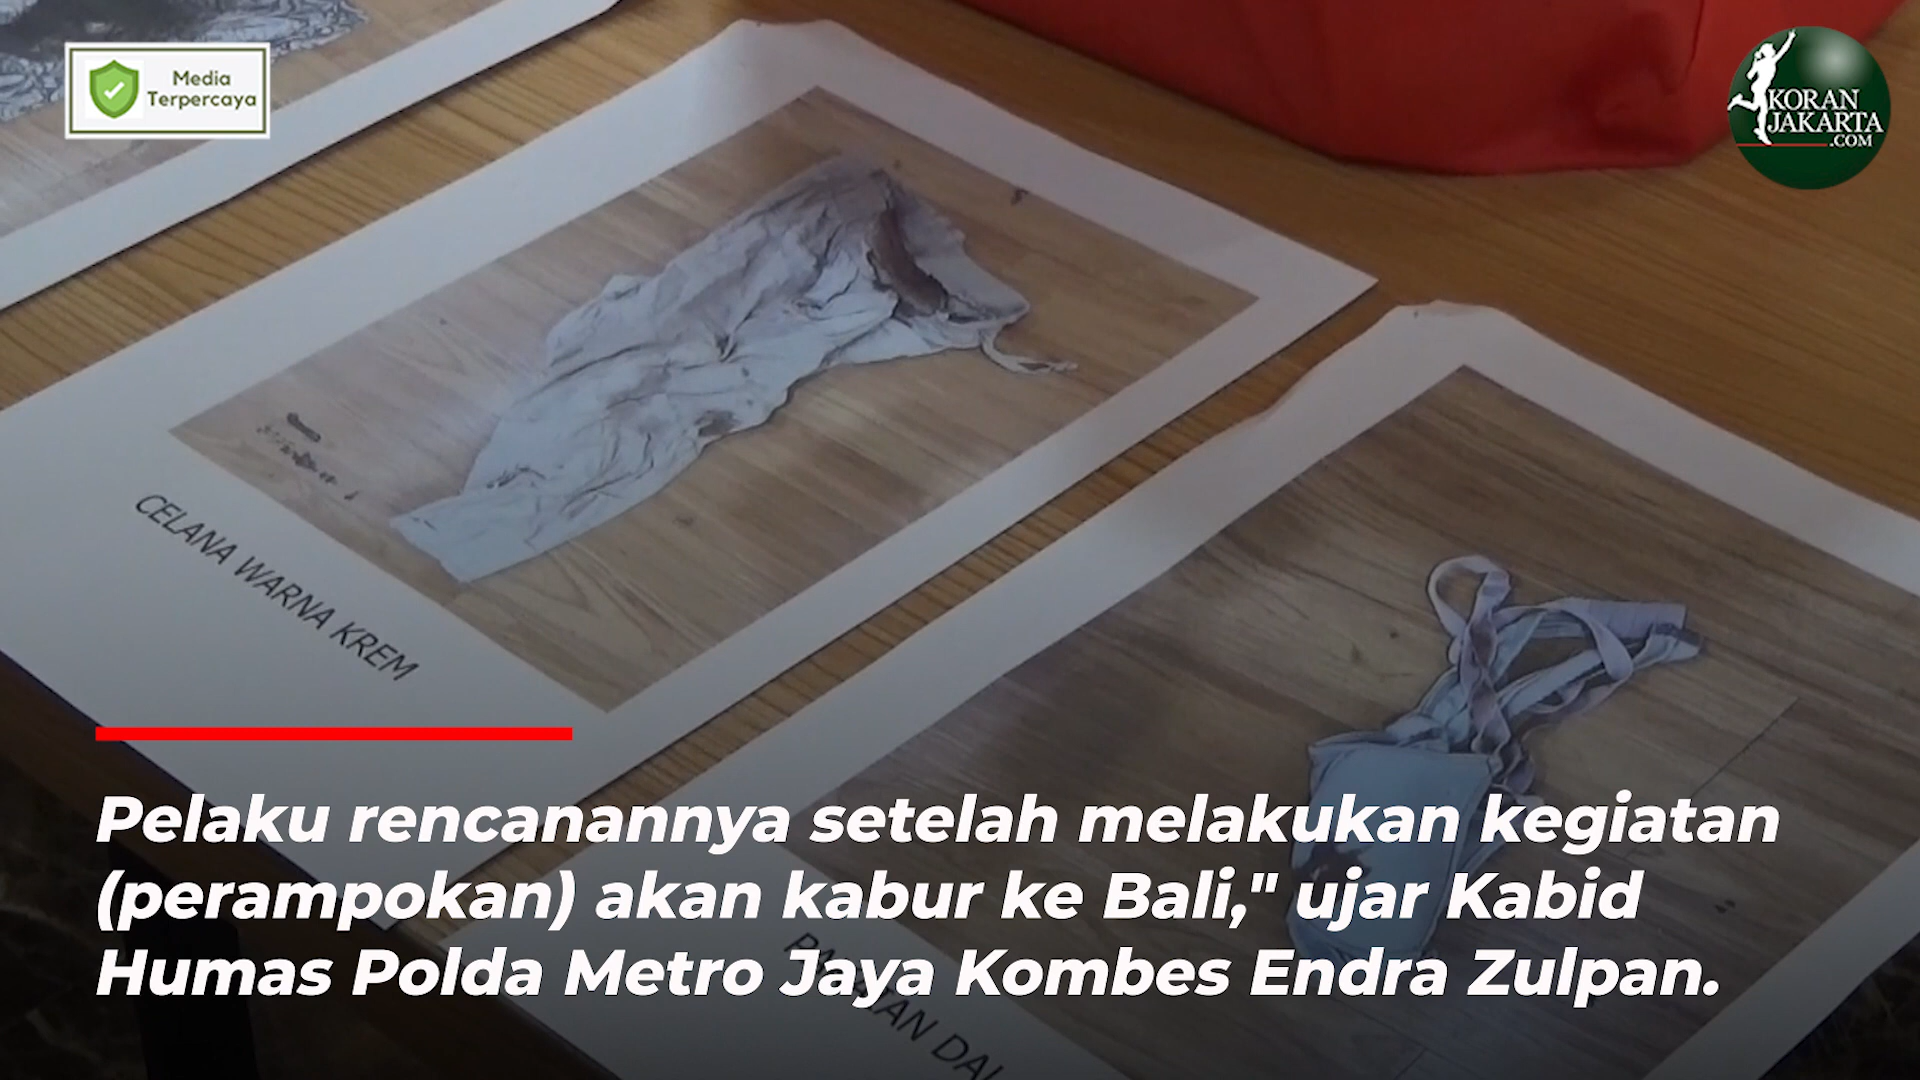 Media
Terpercaya
KORAN
JAKARTA
.COM
CELANA WARNA KREM
Pelaku rencanannya setelah melakukan kegiatan
(perampokan) akan kabur ke Bali," ujar Kabid
Humas Polda Metro Jaya Kombes Endra Zulpan.